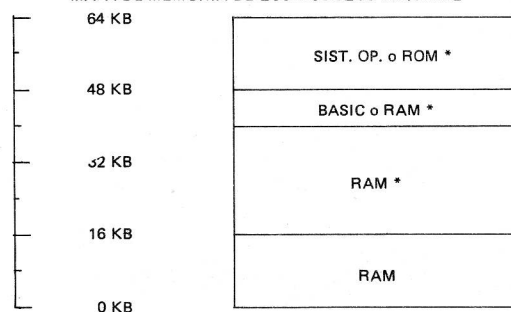 64 KB
SIST. OP. o ROM *
48 KB
BASIC o RAM *
32 KB
RAM *
16 KB
RAM
0 KB